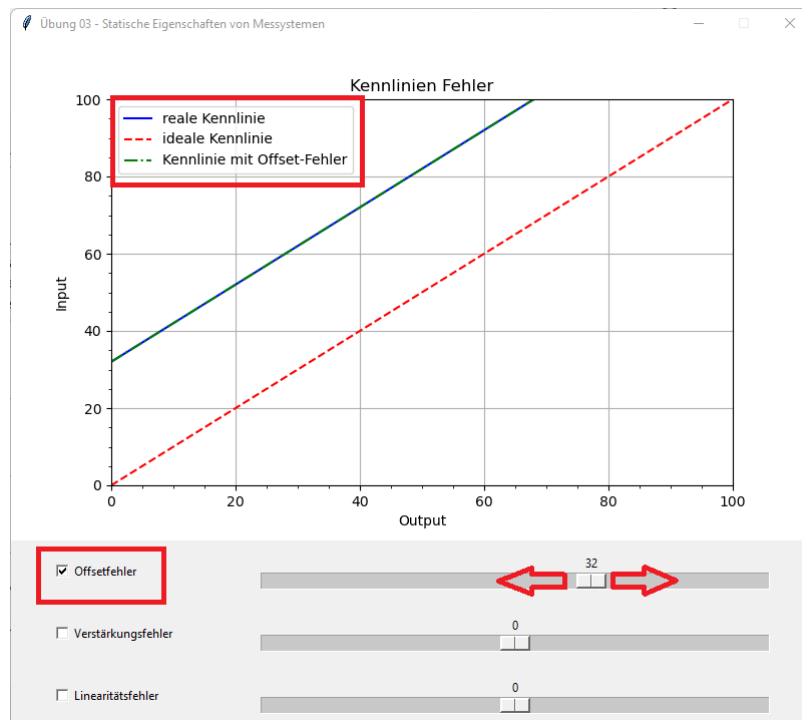 Übung 03 - Statische Eigenschaften von Messystemen
Kennlinien Fehler
reale Kennlinie
ideale Kennlinie
Kennlinie mit Offset-Fehler
100
80
60
40
20
0
Input
0 20 40 60 80 100
Output
Offsetfehler
32
Verstärkungsfehler
0
Linearitätsfehler
0